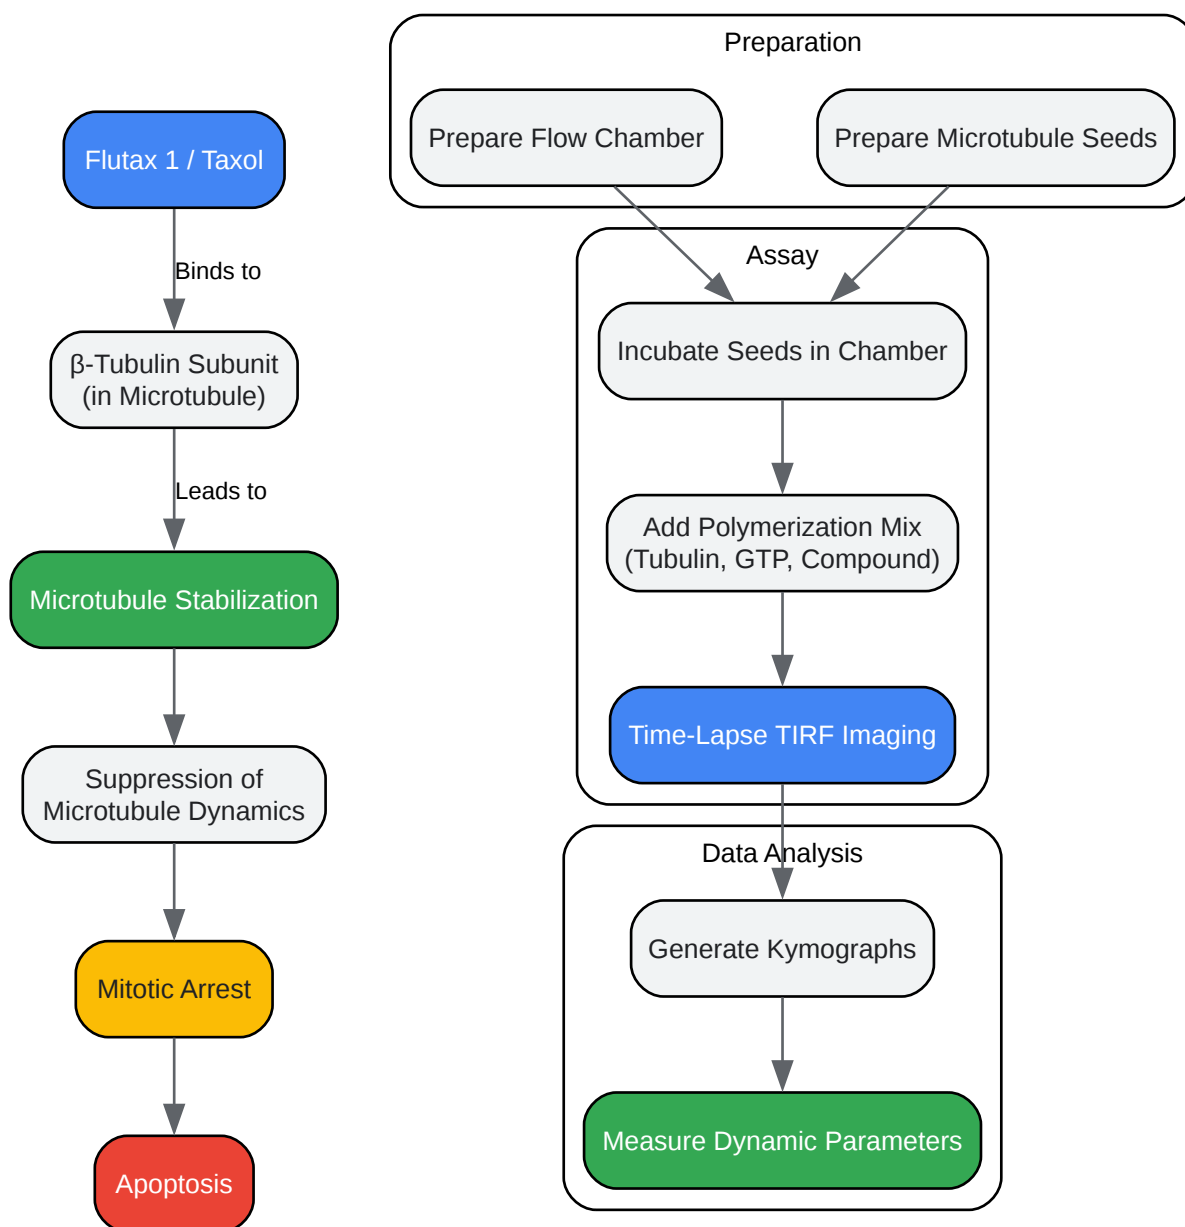 Flutax 1 / Taxol
Binds to
β-Tubulin Subunit
(in Microtubule)
Leads to
Microtubule Stabilization
Suppression of
Microtubule Dynamics
Mitotic Arrest
Apoptosis
Preparation
Prepare Flow Chamber
Prepare Microtubule Seeds
Assay
Incubate Seeds in Chamber
Add Polymerization Mix
(Tubulin, GTP, Compound)
Time-Lapse TIRF Imaging
Data Analysis
Generate Kymographs
Measure Dynamic Parameters